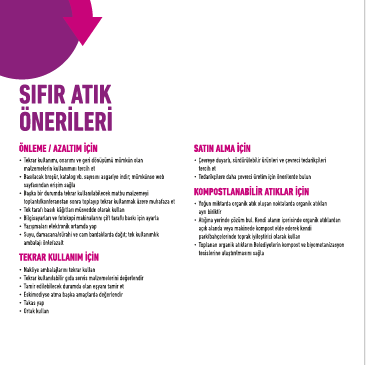 SIFIR ATIK
ÖNERİLERİ
ÖNLEME / AZALTIM İÇİN
• Tekrar kullanımı, onarımı ve geri dönüşümü mümkün olan
malzemelerin kullanımını tercih et
• Basılacak broşür, katalog vb. sayısını asgariye indir, mümkünse web
sayfasından erişim sağla
• Başka bir durumda tekrar kullanılabilecek matbu malzemeyi
toplantı/konferanstan sonra toplayıp tekrar kullanmak üzere muhafaza et
• Tek taraflı basılı kâğıtları müsvedde olarak kullan
• Bilgisayarları ve fotokopi makinalarını çift taraflı baskı için ayarla
• Yazışmaları elektronik ortamda yap
• Suyu, damacana/sürahi ve cam bardaklarda dağıt; tek kullanımlık
ambalajı önle/azalt
TEKRAR KULLANIM İÇİN
• Nakliye ambalajlarını tekrar kullan
• Tekrar kullanılabilir gıda servis malzemelerini değerlendir
• Tamir edilebilecek durumda olan eşyanı tamir et
• Eskimediyse atma başka amaçlarda değerlendir
• Takas yap
• Ortak kullan
SATIN ALMA İÇİN
• Çevreye duyarlı, sürdürülebilir ürünleri ve çevreci tedarikçileri
tercih et
• Tedarikçilere daha çevreci üretim için önerilerde bulun
KOMPOSTLANABİLİR ATIKLAR İÇİN
• Yoğun miktarda organik atık oluşan noktalarda organik atıkları
ayrı biriktir
• Atığına yerinde çözüm bul. Kendi alanın içerisinde organik atıklardan
açık alanda veya makinede kompost elde ederek kendi
park/bahçelerinde toprak iyileştirici olarak kullan
• Toplanan organik atıkların Belediyelerin kompost ve biyometanizasyon
tesislerine ulaştırılmasını sağla